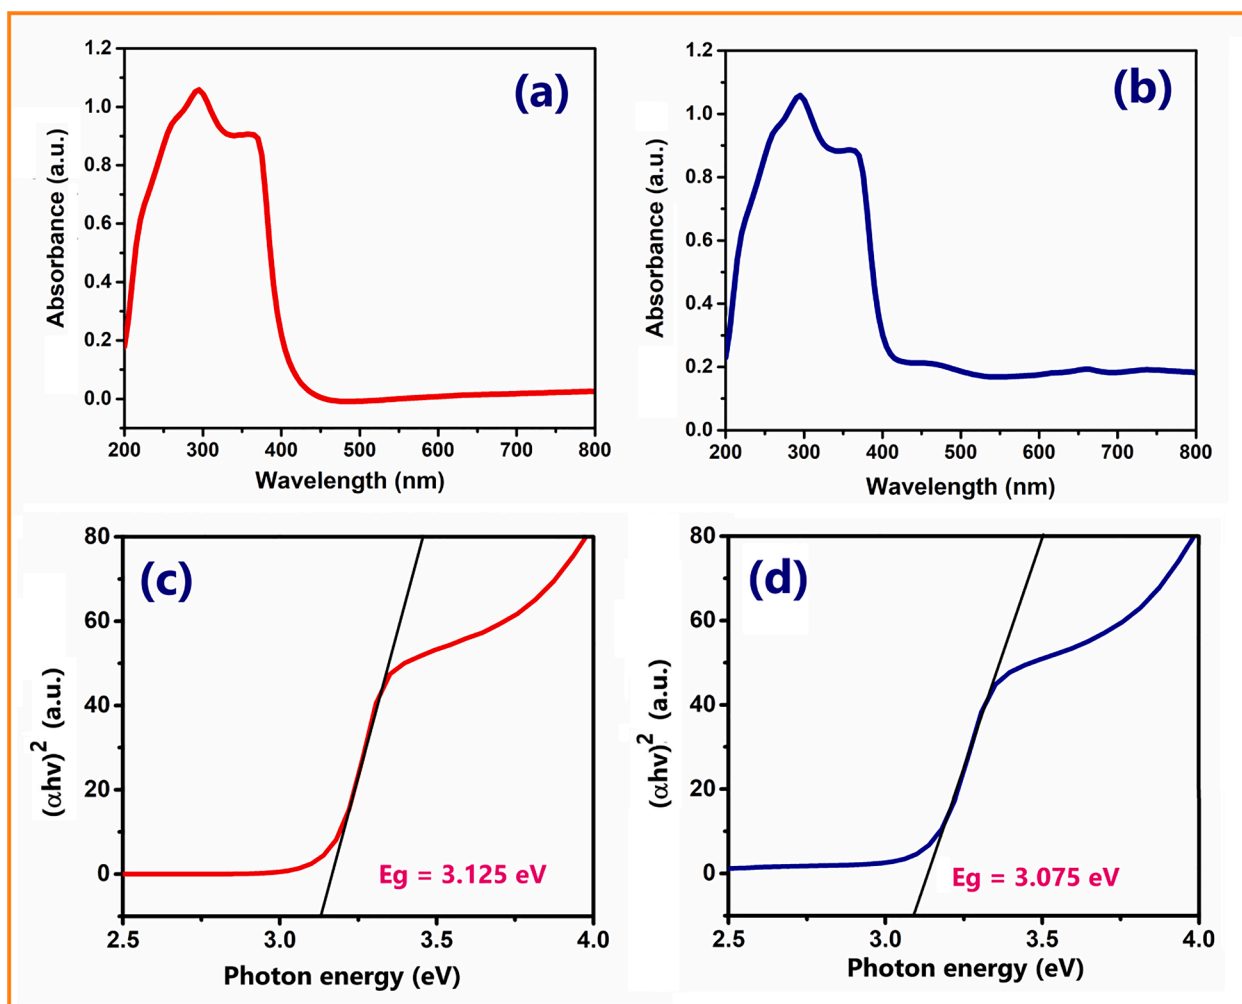 (a)
1.2
1.0
0.8
0.6
0.4
0.2
0.0
Absorbance (a.u.)
200 300 400 500 600 700 800
Wavelength (nm)
(b)
1.2
1.0
0.8
0.6
0.4
0.2
0.0
Absorbance (a.u.)
200 300 400 500 600 700 800
Wavelength (nm)
(c)
80
60
40
20
0
(αhv)² (a.u.)
Eg = 3.125 eV
2.5 3.0 3.5 4.0
Photon energy (eV)
(d)
80
60
40
20
0
(αhv)² (a.u.)
Eg = 3.075 eV
2.5 3.0 3.5 4.0
Photon energy (eV)